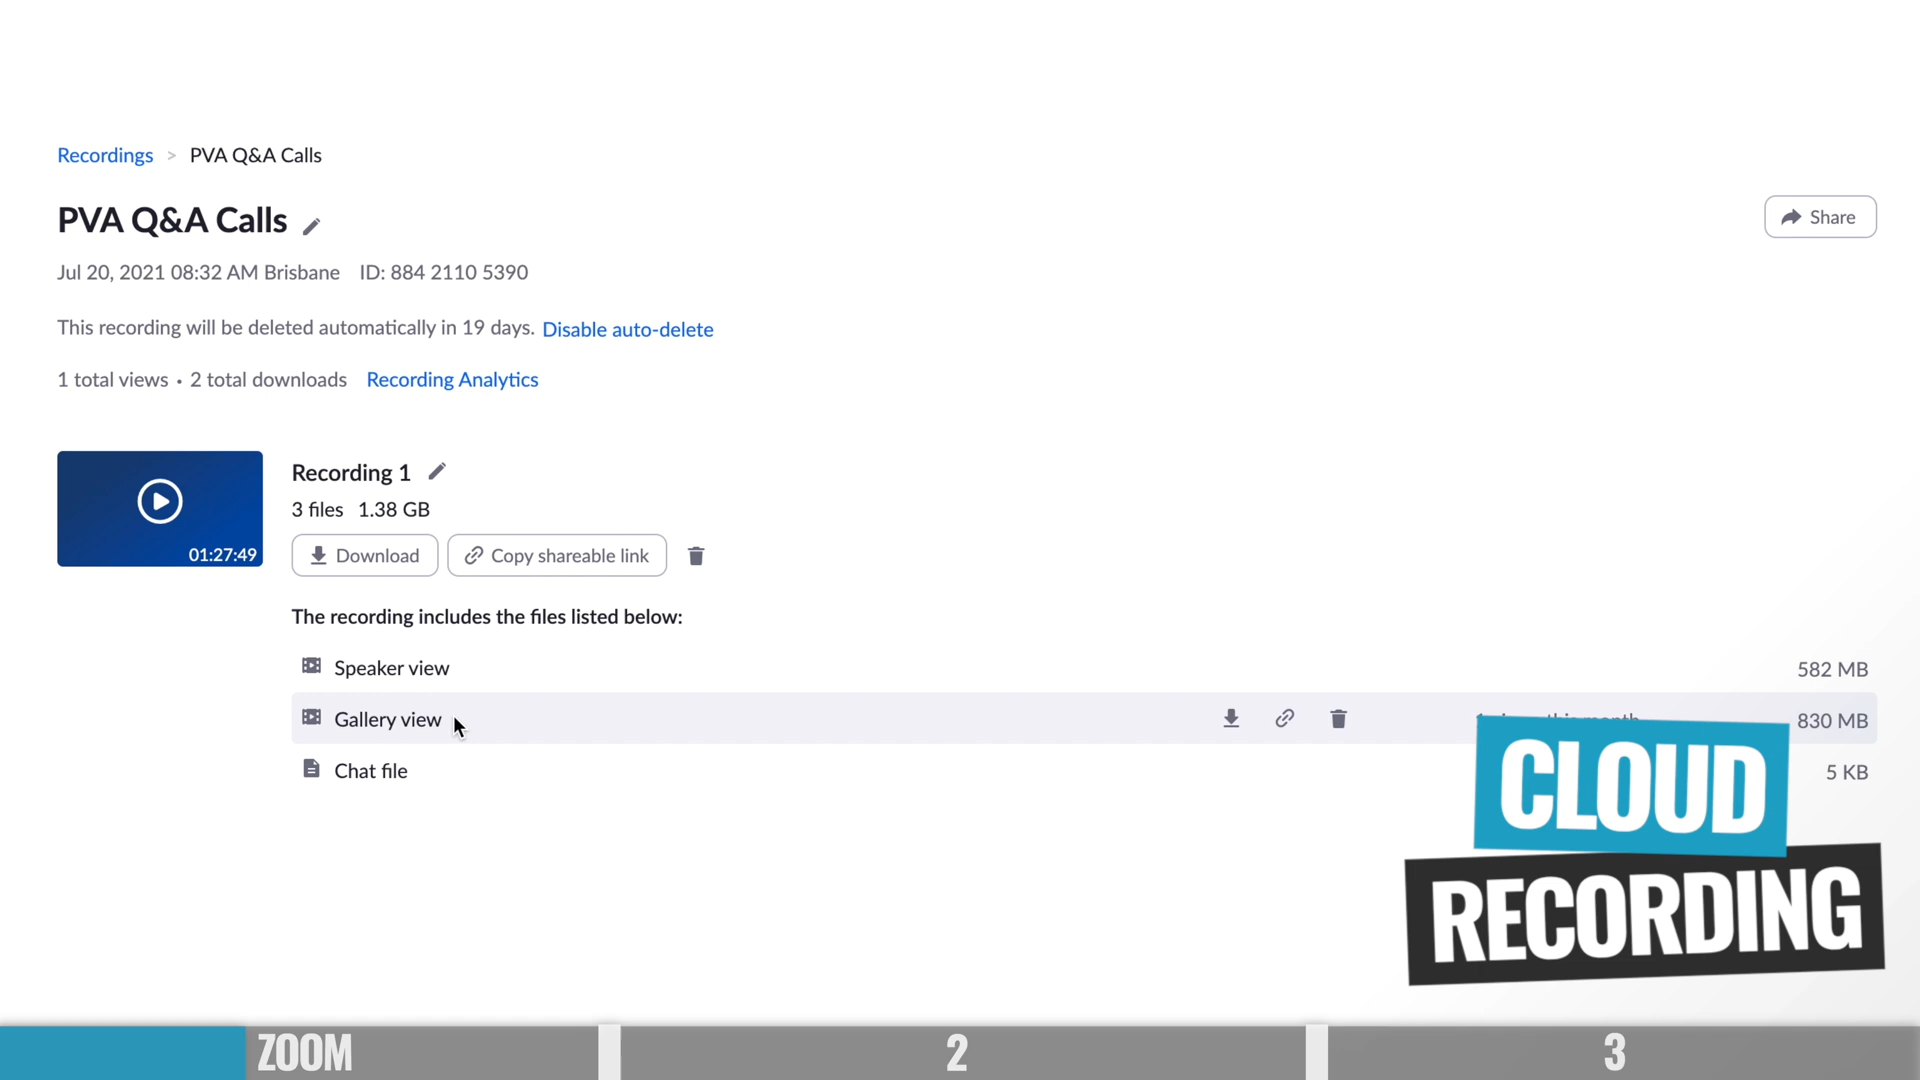 Recordings > PVA Q&A Calls
PVA Q&A Calls
Share
Jul 20, 2021 08:32 AM Brisbane ID: 884 2110 5390
This recording will be deleted automatically in 19 days. Disable auto-delete
1 total views • 2 total downloads Recording Analytics
01:27:49
Recording 1
3 files 1.38 GB
Download Copy shareable link
The recording includes the files listed below:
Speaker view 582 MB
Gallery view 830 MB
Chat file 5 KB
CLOUD
RECORDING
ZOOM 2 3